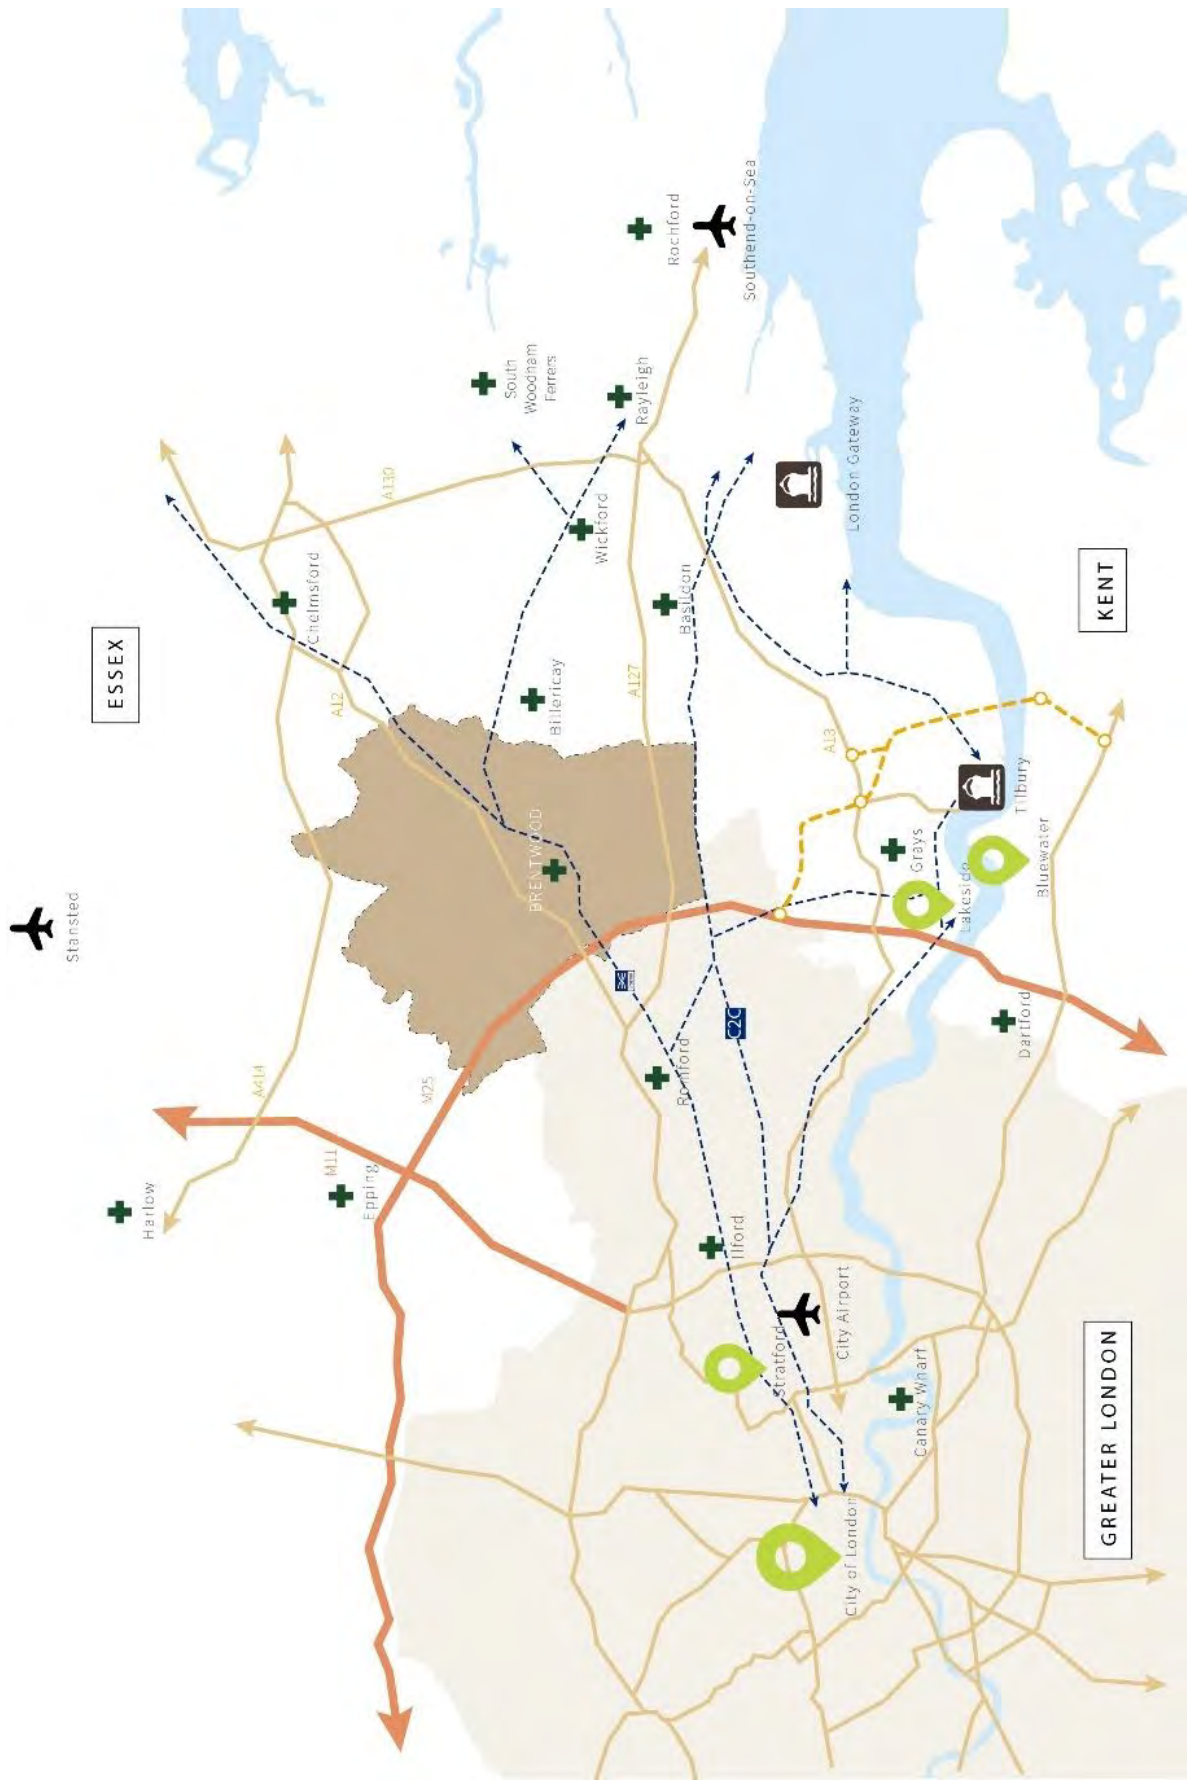 Stansted
Harlow
A414
ESSEX
M11
Epping
M25
A12
Chelmsford
A130
South
Woodham
Ferrers
BRENTWOOD
Billericay
Wickford
Rayleigh
Rochford
Southend-on-Sea
A127
Basildon
Romford
C2C
Ilford
Stratford
City Airport
City of London
Canary Wharf
A13
London Gateway
Grays
Lakeside
Tilbury
Bluewater
Dartford
KENT
GREATER LONDON